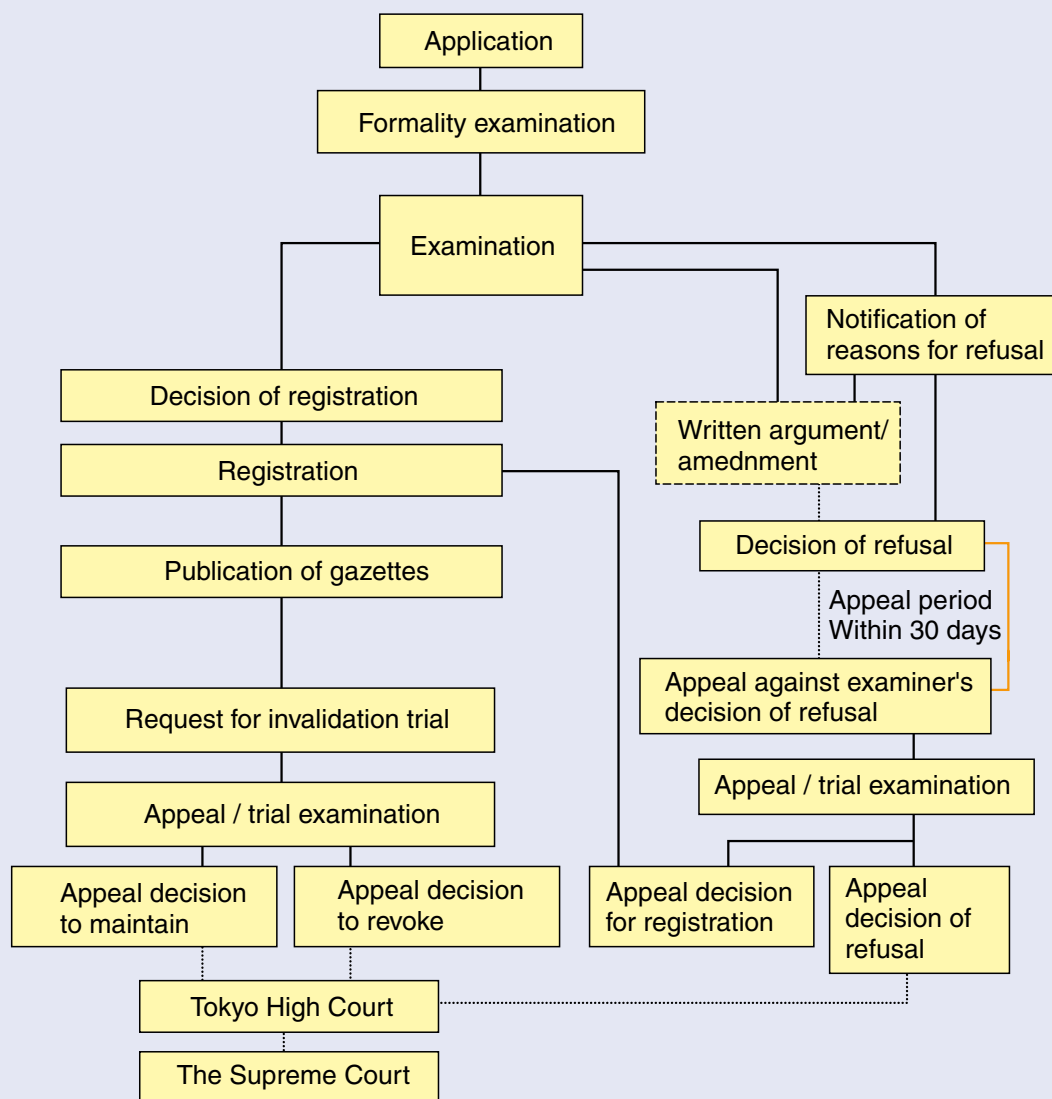 Application
Formality examination
Examination
Notification of
reasons for refusal
Decision of registration
Written argument/
amednment
Registration
Decision of refusal
Publication of gazettes
Appeal period
Within 30 days
Appeal against examiner's
decision of refusal
Request for invalidation trial
Appeal / trial examination
Appeal / trial examination
Appeal decision
to maintain
Appeal decision
to revoke
Appeal decision
for registration
Appeal
decision of
refusal
Tokyo High Court
The Supreme Court